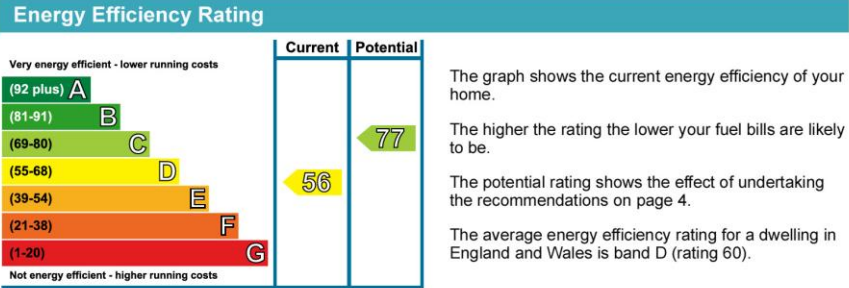 Energy Efficiency Rating
Current Potential
Very energy efficient - lower running costs
(92 plus) A
(81-91) B
(69-80) C
77
(55-68) D
56
(39-54) E
(21-38) F
(1-20) G
Not energy efficient - higher running costs
The graph shows the current energy efficiency of your
home.
The higher the rating the lower your fuel bills are likely
to be.
The potential rating shows the effect of undertaking
the recommendations on page 4.
The average energy efficiency rating for a dwelling in
England and Wales is band D (rating 60).